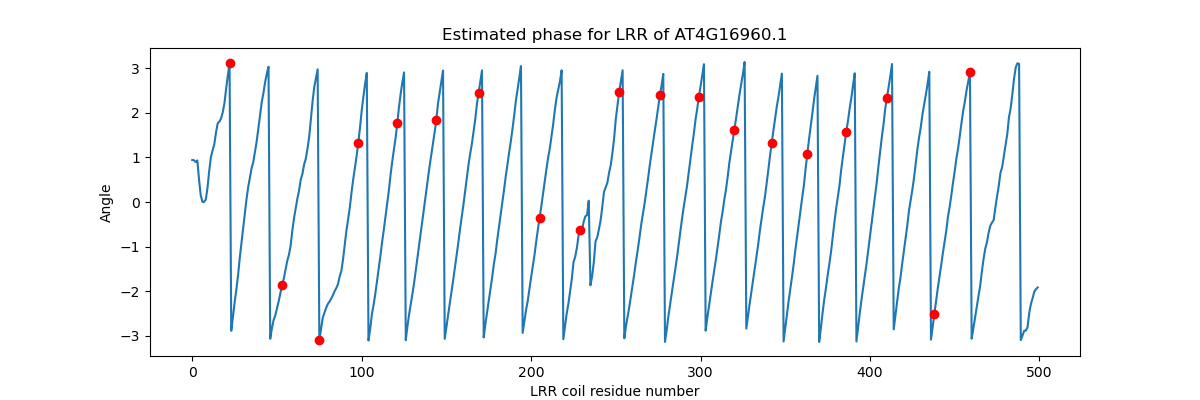 Estimated phase for LRR of AT4G16960.1
3
2
1
0
−1
−2
−3
Angle
0 100 200 300 400 500
LRR coil residue number